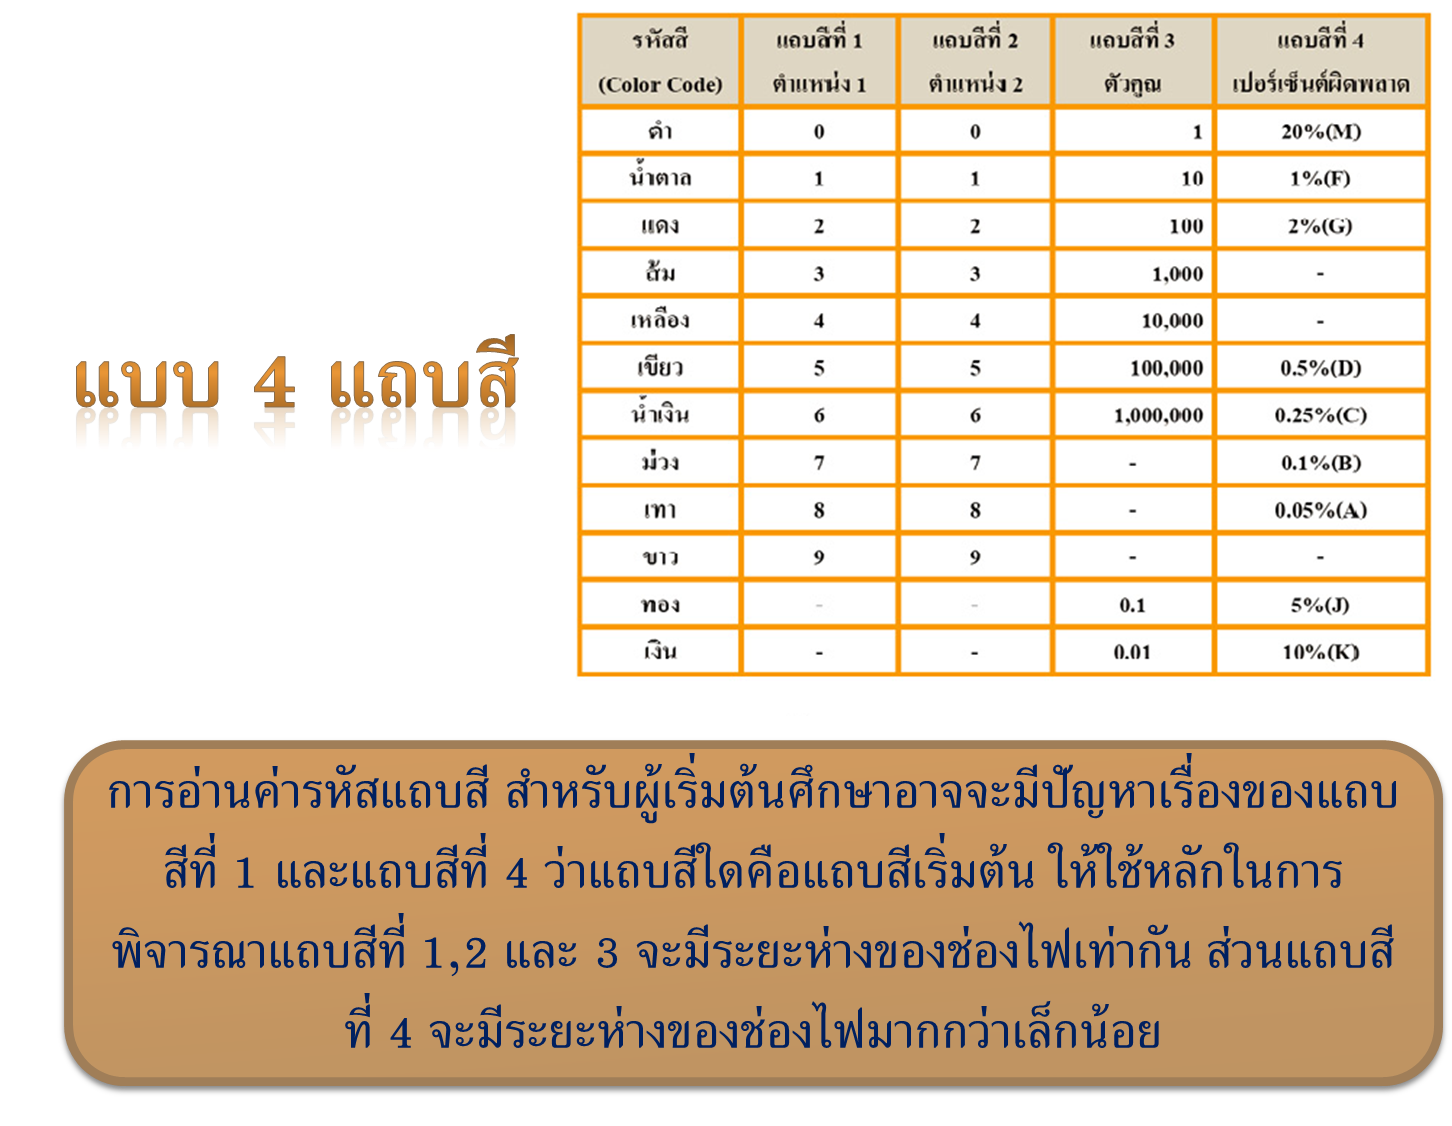 แบบ 4 แถบสี
รหัสสี แถบสีที่ 1 แถบสีที่ 2 แถบสีที่ 3 แถบสีที่ 4
(Color Code) ตำแหน่ง 1 ตำแหน่ง 2 ตัวคูณ เปอร์เซ็นต์ผิดพลาด
ดำ 0 0 1 20%(M)
น้ำตาล 1 1 10 1%(F)
แดง 2 2 100 2%(G)
ส้ม 3 3 1,000 -
เหลือง 4 4 10,000 -
เขียว 5 5 100,000 0.5%(D)
น้ำเงิน 6 6 1,000,000 0.25%(C)
ม่วง 7 7 - 0.1%(B)
เทา 8 8 - 0.05%(A)
ขาว 9 9 - -
ทอง - - 0.1 5%(J)
เงิน - - 0.01 10%(K)
การอ่านค่ารหัสแถบสี สำหรับผู้เริ่มต้นศึกษาอาจจะมีปัญหาเรื่องของแถบ
สีที่ 1 และแถบสีที่ 4 ว่าแถบสีใดคือแถบสีเริ่มต้น ให้ใช้หลักในการ
พิจารณาแถบสีที่ 1,2 และ 3 จะมีระยะห่างของช่องไฟเท่ากัน ส่วนแถบสี
ที่ 4 จะมีระยะห่างของช่องไฟมากกว่าเล็กน้อย